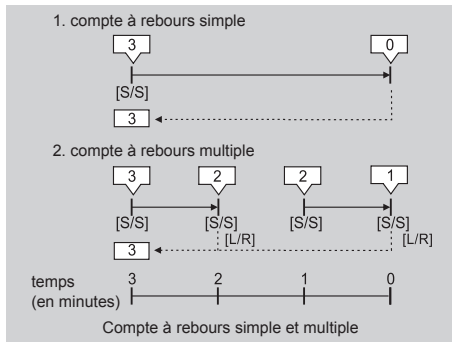 1. compte à rebours simple
3 0
[S/S]
3
2. compte à rebours multiple
3 2 2 1
[S/S] [S/S] [S/S] [S/S]
[L/R] [L/R]
3
temps 3 2 1 0
(en minutes)
Compte à rebours simple et multiple